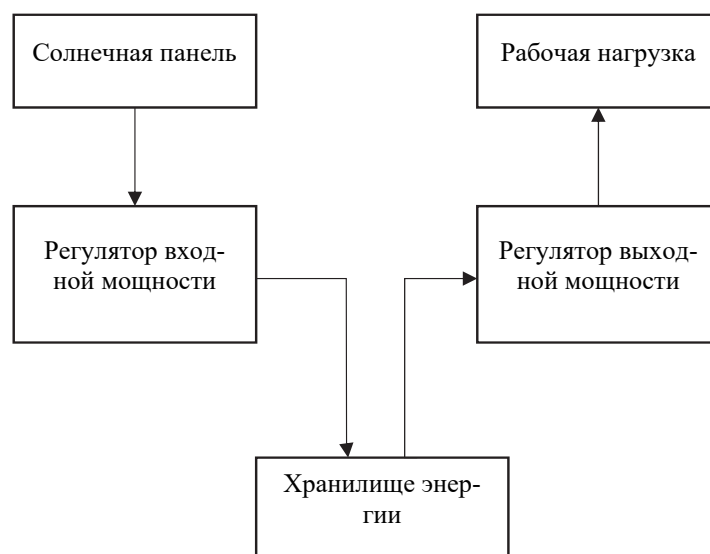 Солнечная панель
Рабочая нагрузка
Регулятор вход-
ной мощности
Регулятор выход-
ной мощности
Хранилище энер-
гии